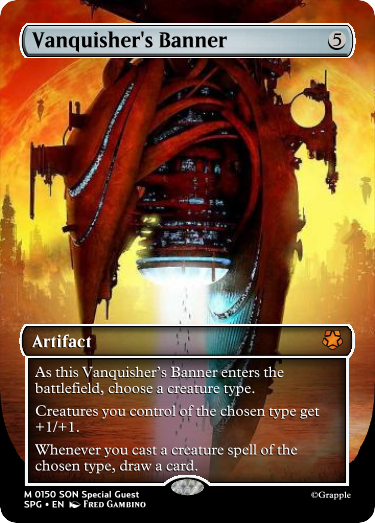 Vanquisher's Banner 5
Artifact
As this Vanquisher's Banner enters the
battlefield, choose a creature type.
Creatures you control of the chosen type get
+1/+1.
Whenever you cast a creature spell of the
chosen type, draw a card.
M 0150 SON Special Guest
SPG • EN Fred Gambino
©Grapple